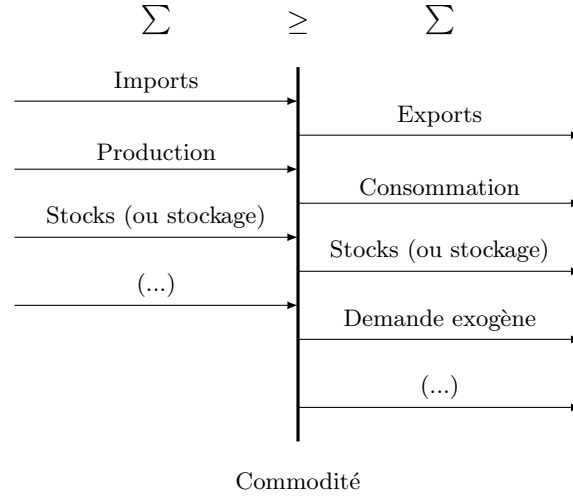 ∑ ≥ ∑
Imports
Exports
Production
Consommation
Stocks (ou stockage)
Stocks (ou stockage)
(...)
Demande exogène
(...)
Commodité